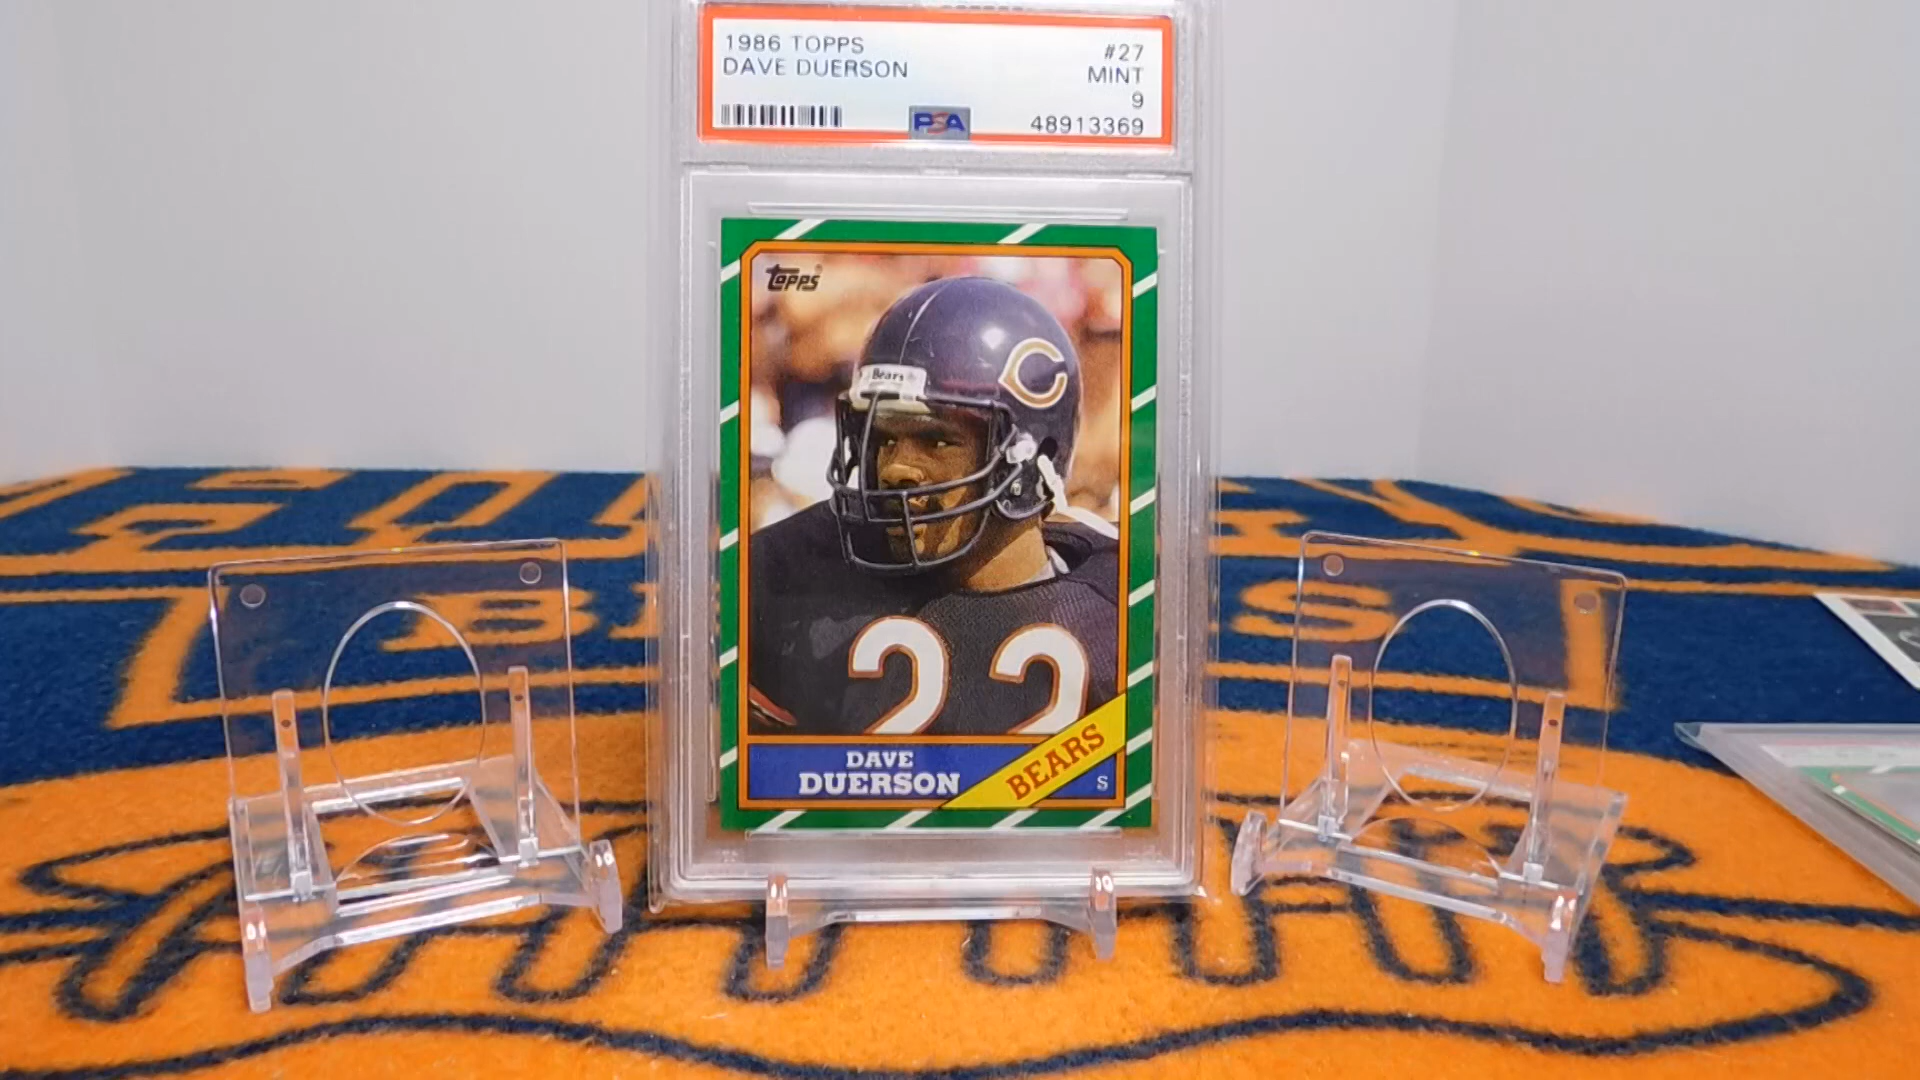 1986 TOPPS #27
DAVE DUERSON MINT
9
PSA 48913369
Topps
Bears
C
22
DAVE
DUERSON
BEARS
S